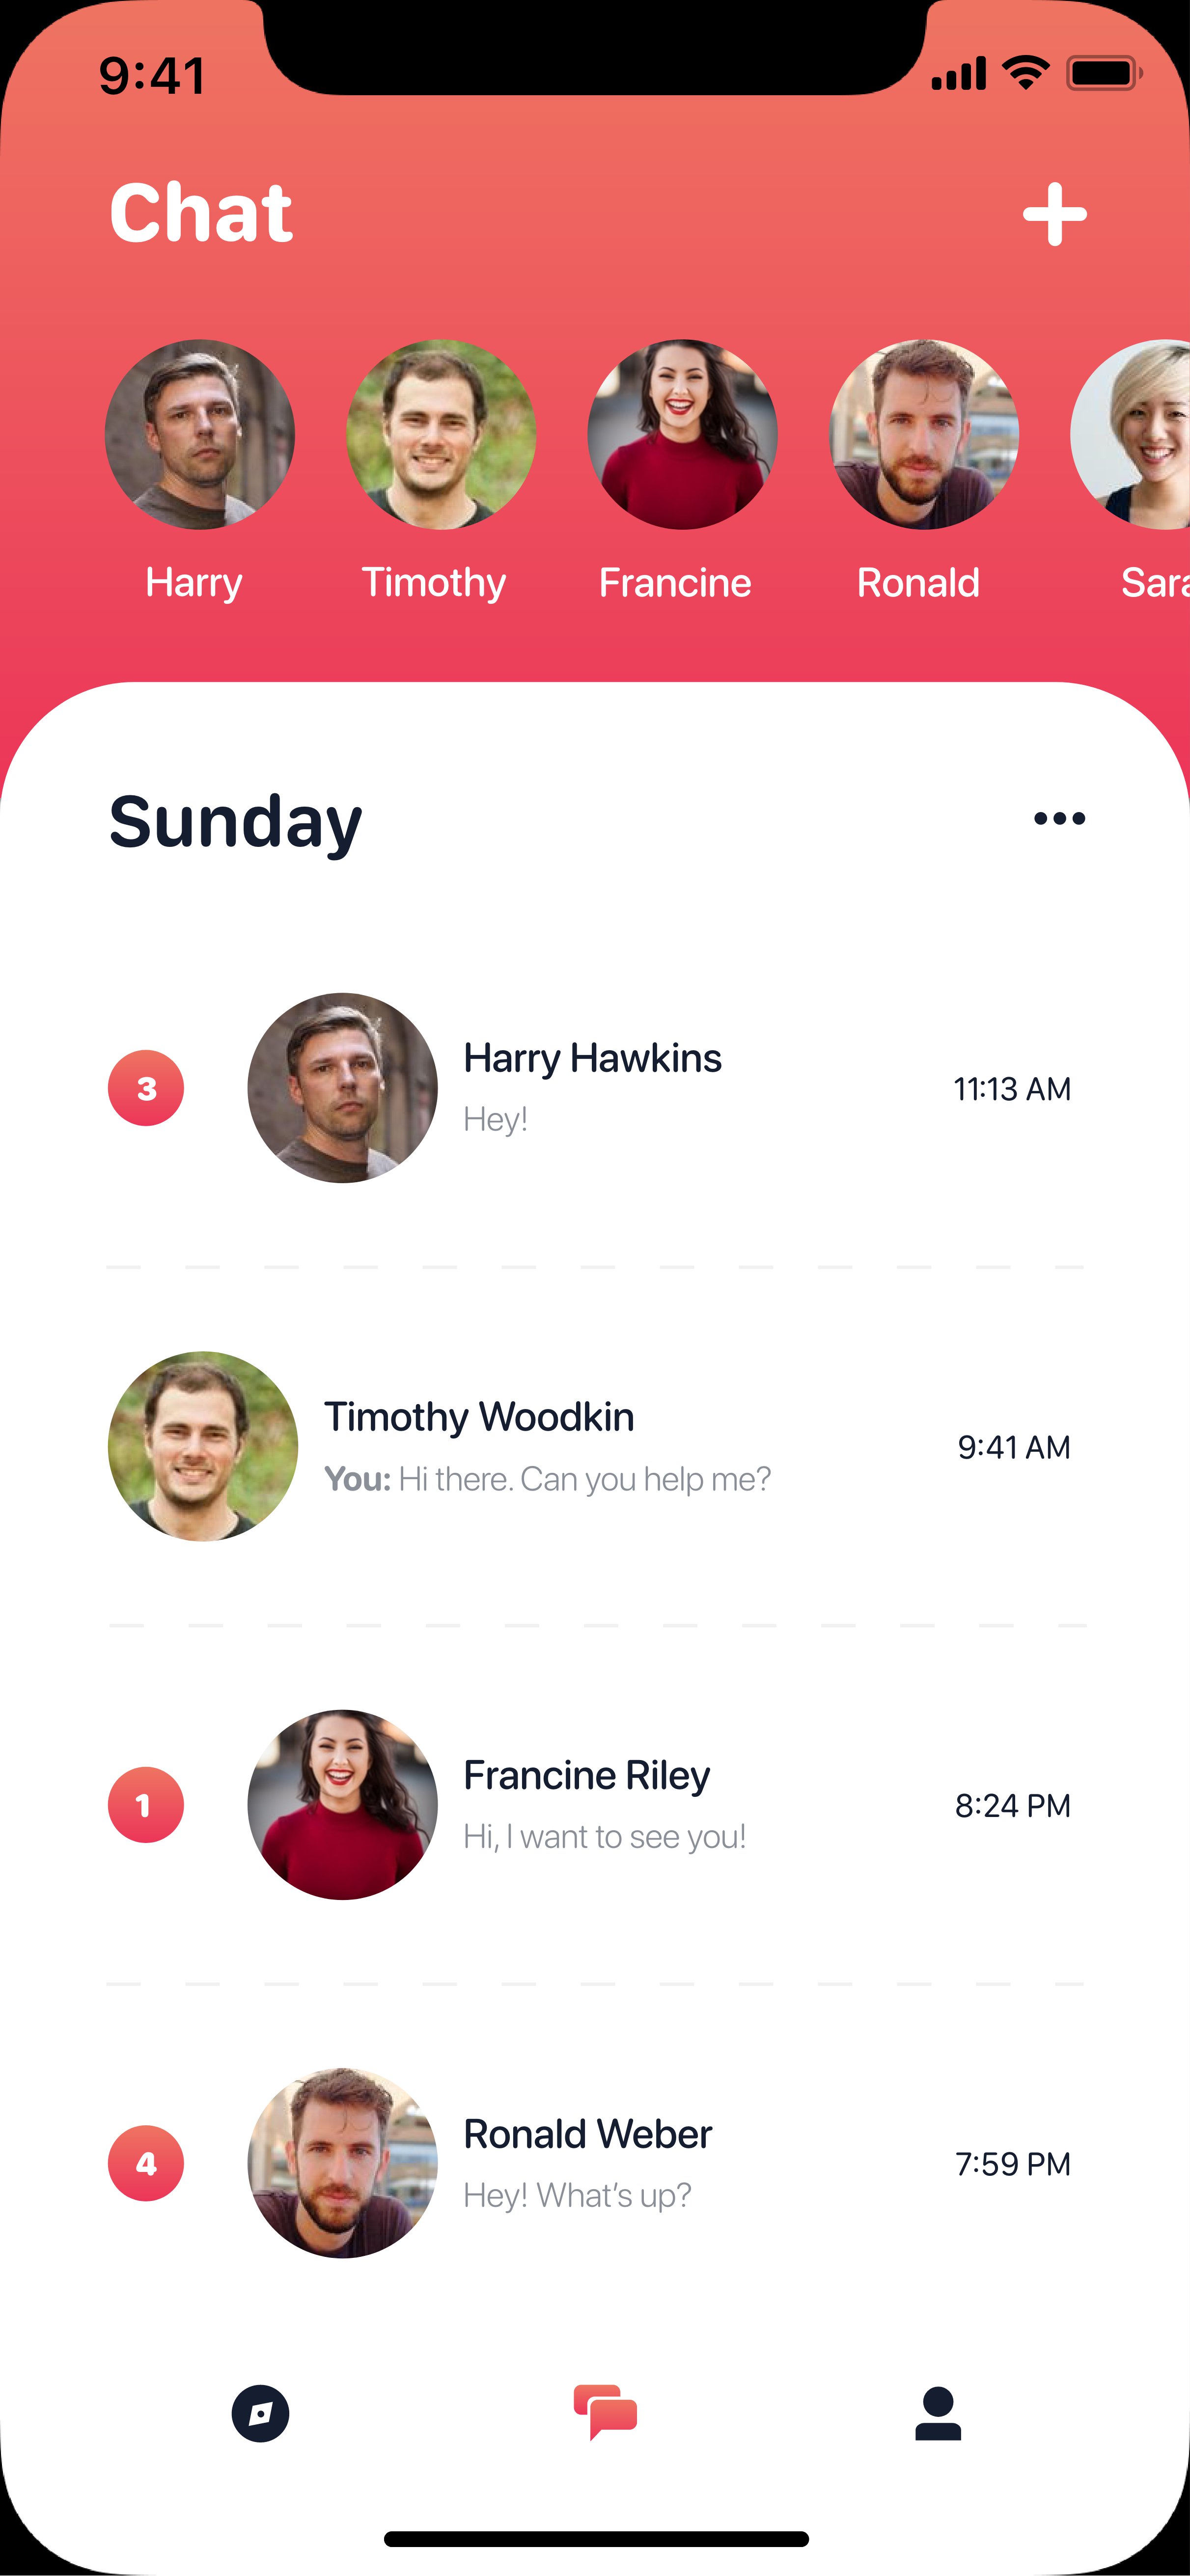 9:41
Chat
Harry
Timothy
Francine
Ronald
Sara
Sunday
3
Harry Hawkins
Hey!
11:13 AM
Timothy Woodkin
You: Hi there. Can you help me?
9:41 AM
1
Francine Riley
Hi, I want to see you!
8:24 PM
4
Ronald Weber
Hey! What's up?
7:59 PM